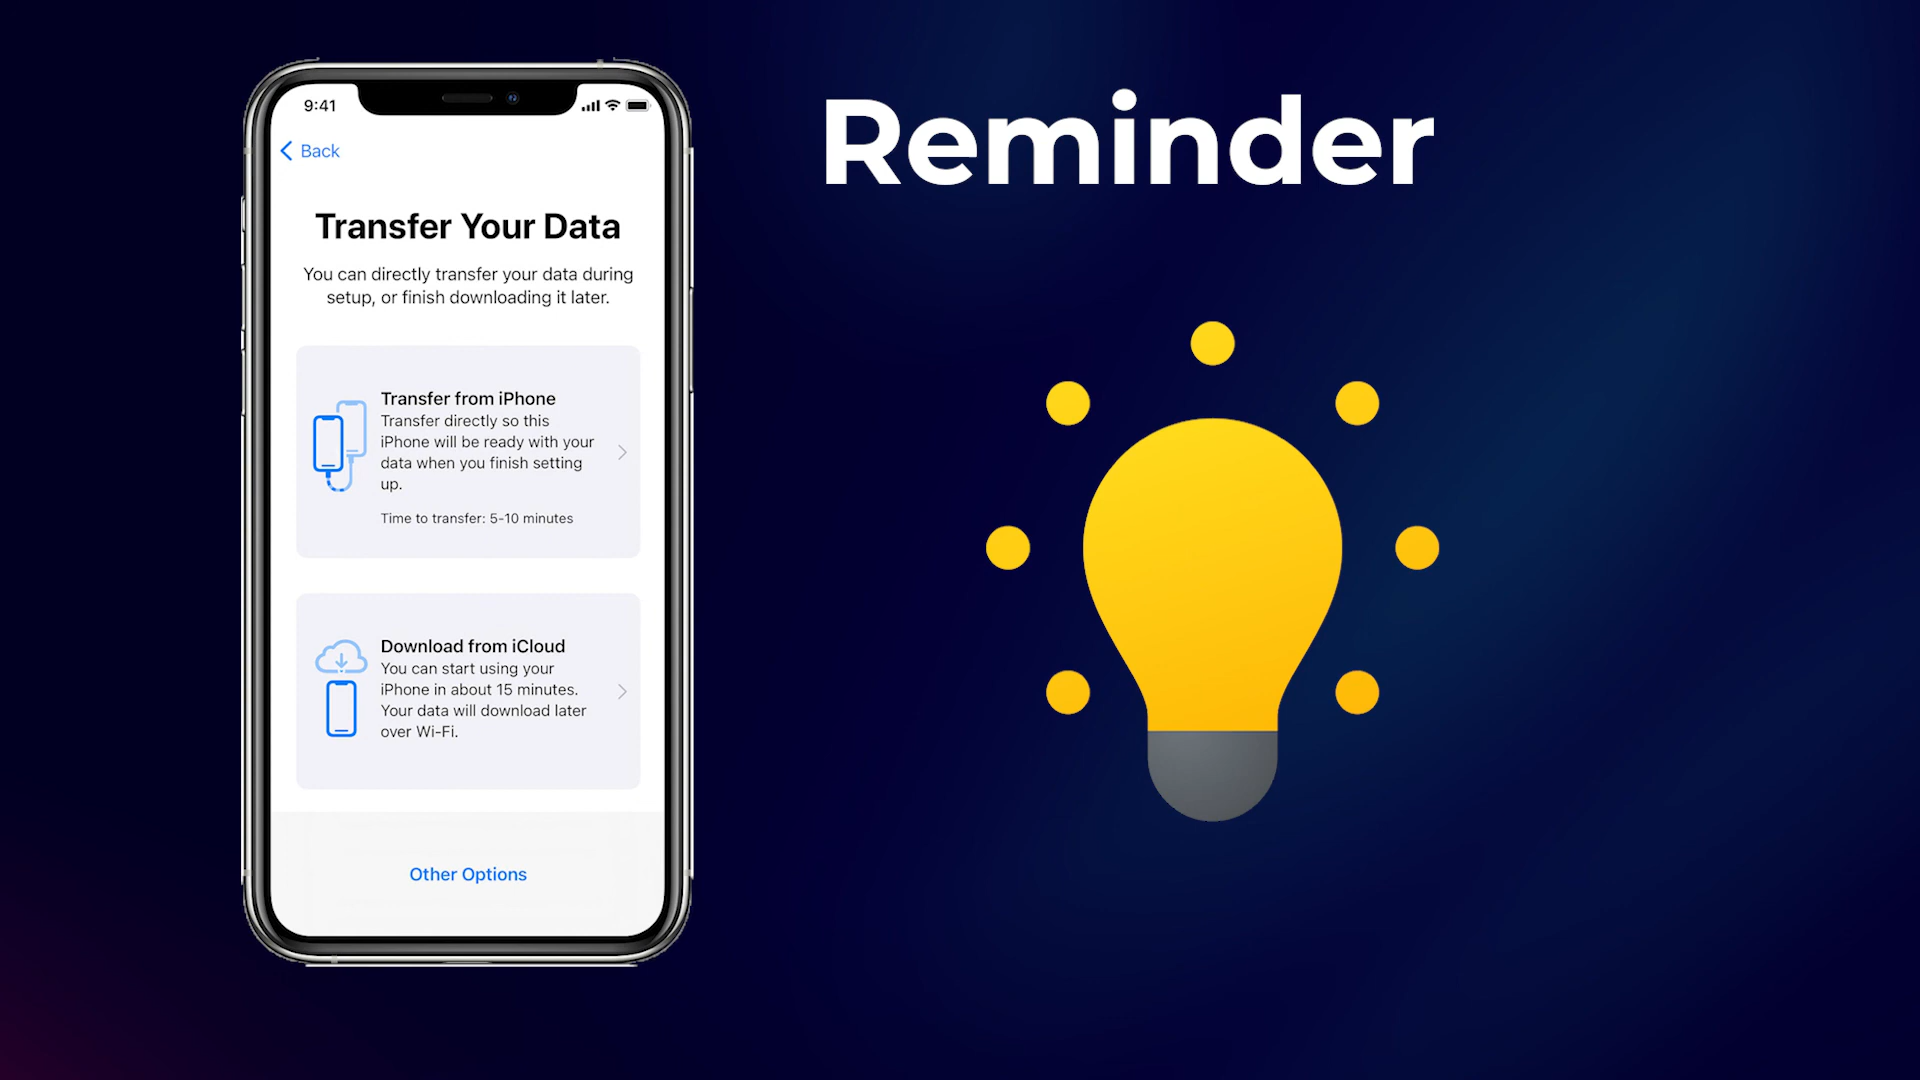 9:41
Back
Transfer Your Data
You can directly transfer your data during
setup, or finish downloading it later.
Transfer from iPhone
Transfer directly so this
iPhone will be ready with your
data when you finish setting
up.
Time to transfer: 5-10 minutes
Download from iCloud
You can start using your
iPhone in about 15 minutes.
Your data will download later
over Wi-Fi.
Other Options
Reminder